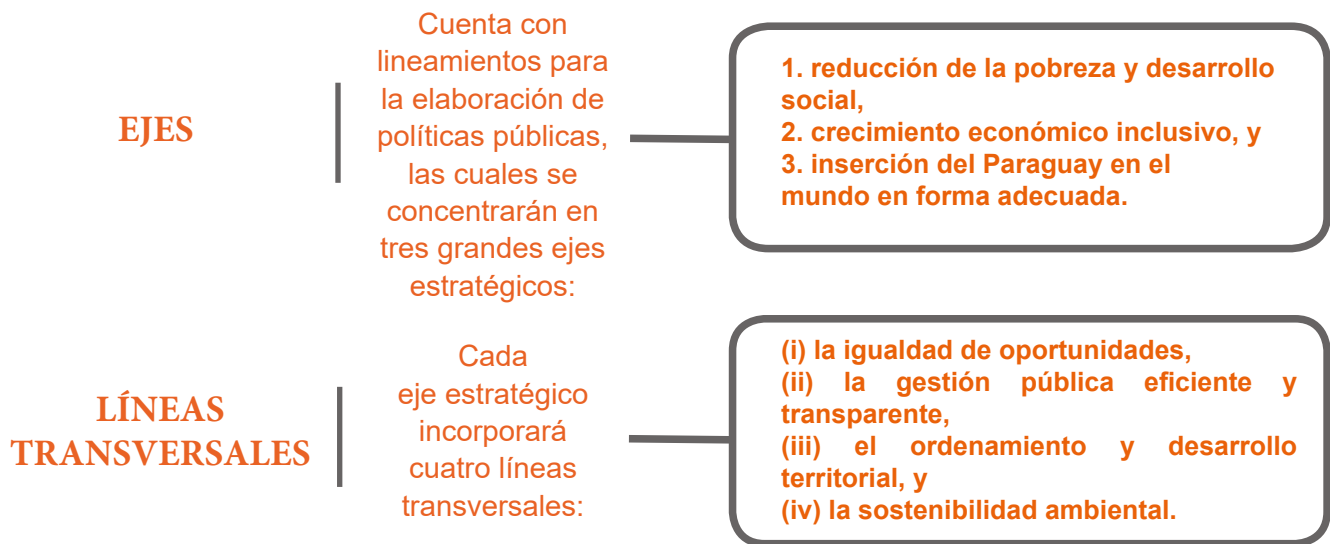 EJES
Cuenta con
lineamientos para
la elaboración de
políticas públicas,
las cuales se
concentrarán en
tres grandes ejes
estratégicos:
1. reducción de la pobreza y desarrollo
social,
2. crecimiento económico inclusivo, y
3. inserción del Paraguay en el
mundo en forma adecuada.
LÍNEAS
TRANSVERSALES
Cada
eje estratégico
incorporará
cuatro líneas
transversales:
(i) la igualdad de oportunidades,
(ii) la gestión pública eficiente y
transparente,
(iii) el ordenamiento y desarrollo
territorial, y
(iv) la sostenibilidad ambiental.